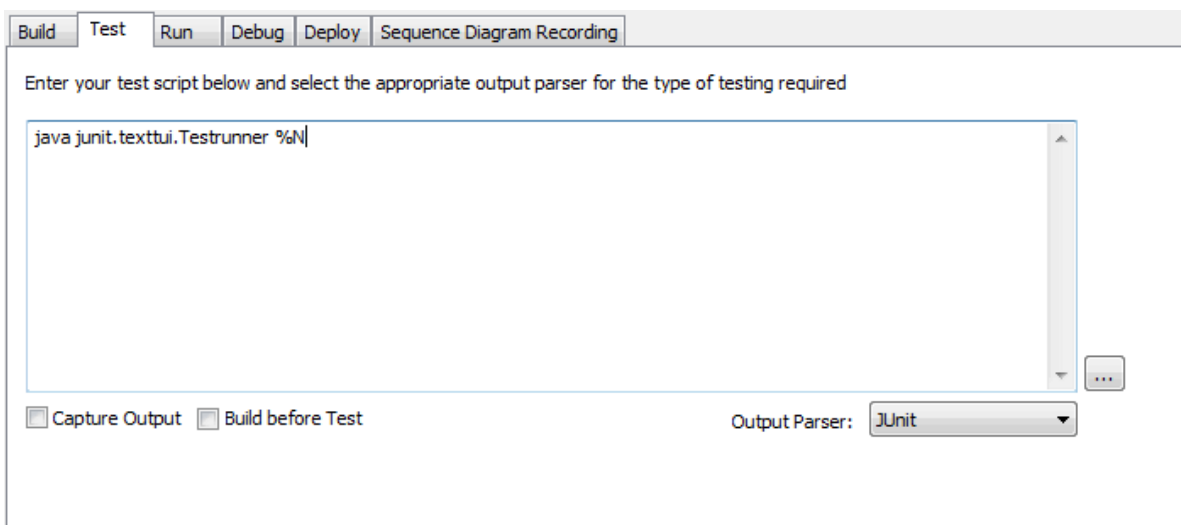 Build Test Run Debug Deploy Sequence Diagram Recording
Enter your test script below and select the appropriate output parser for the type of testing required
java junit.texttui.Testrunner %N
...
Capture Output Build before Test Output Parser: JUnit